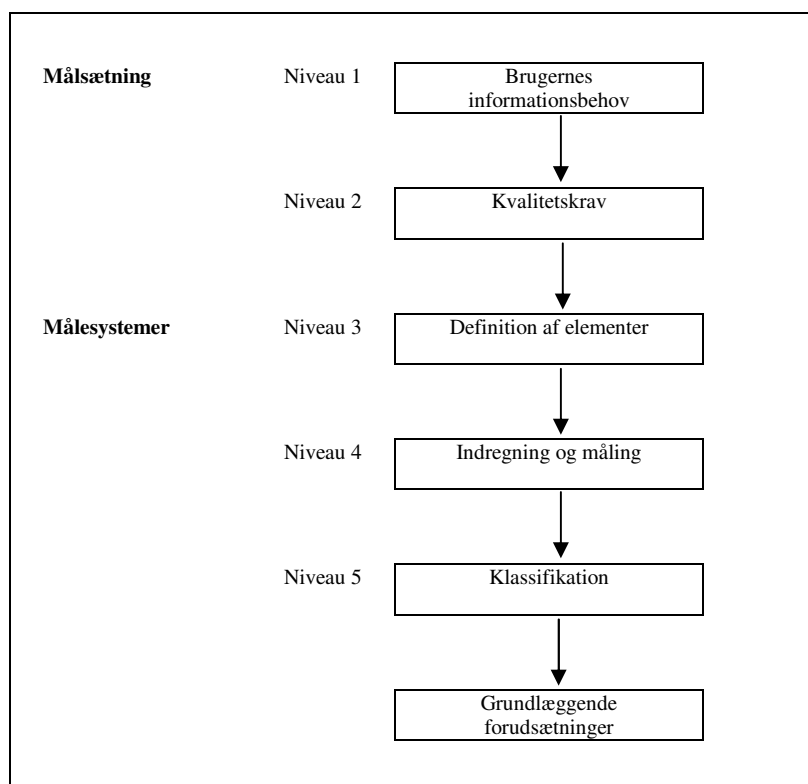 Målsætning Niveau 1 Brugernes
informationsbehov
Niveau 2 Kvalitetskrav
Målesystemer Niveau 3 Definition af elementer
Niveau 4 Indregning og måling
Niveau 5 Klassifikation
Grundlæggende
forudsætninger